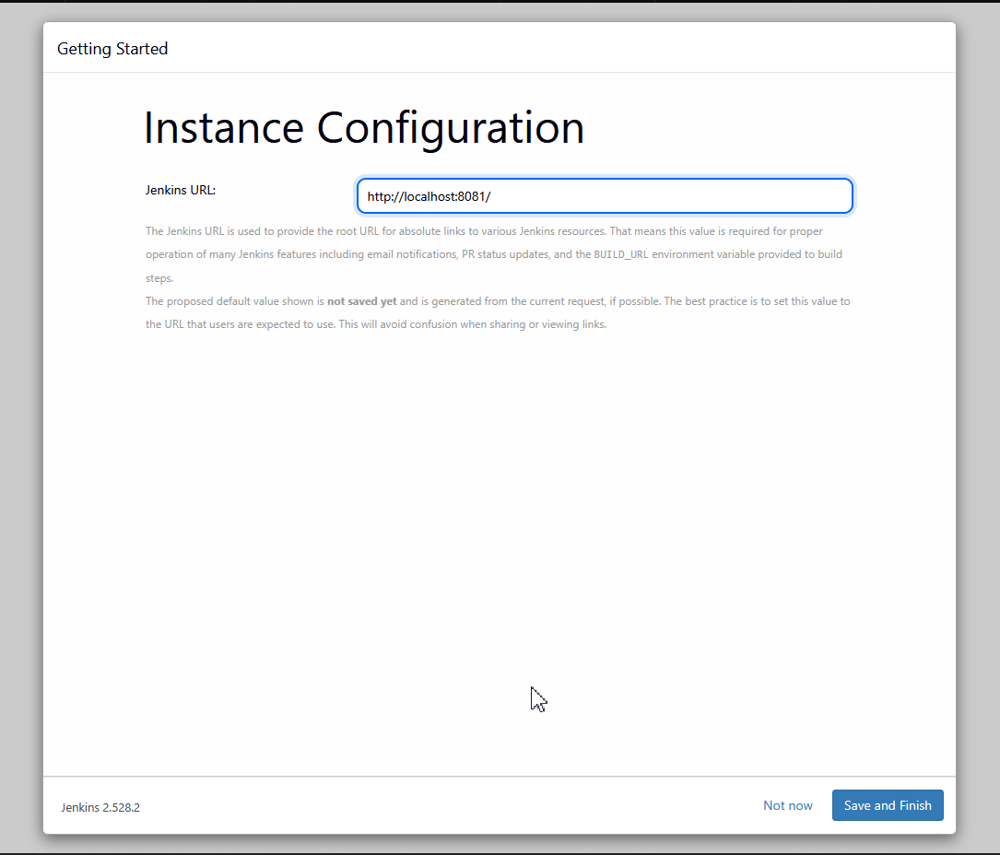 Getting Started
Instance Configuration
Jenkins URL:
http://localhost:8081/
The Jenkins URL is used to provide the root URL for absolute links to various Jenkins resources. That means this value is required for proper
operation of many Jenkins features including email notifications, PR status updates, and the BUILD_URL environment variable provided to build
steps.
The proposed default value shown is not saved yet and is generated from the current request, if possible. The best practice is to set this value to
the URL that users are expected to use. This will avoid confusion when sharing or viewing links.
Jenkins 2.528.2
Not now
Save and Finish